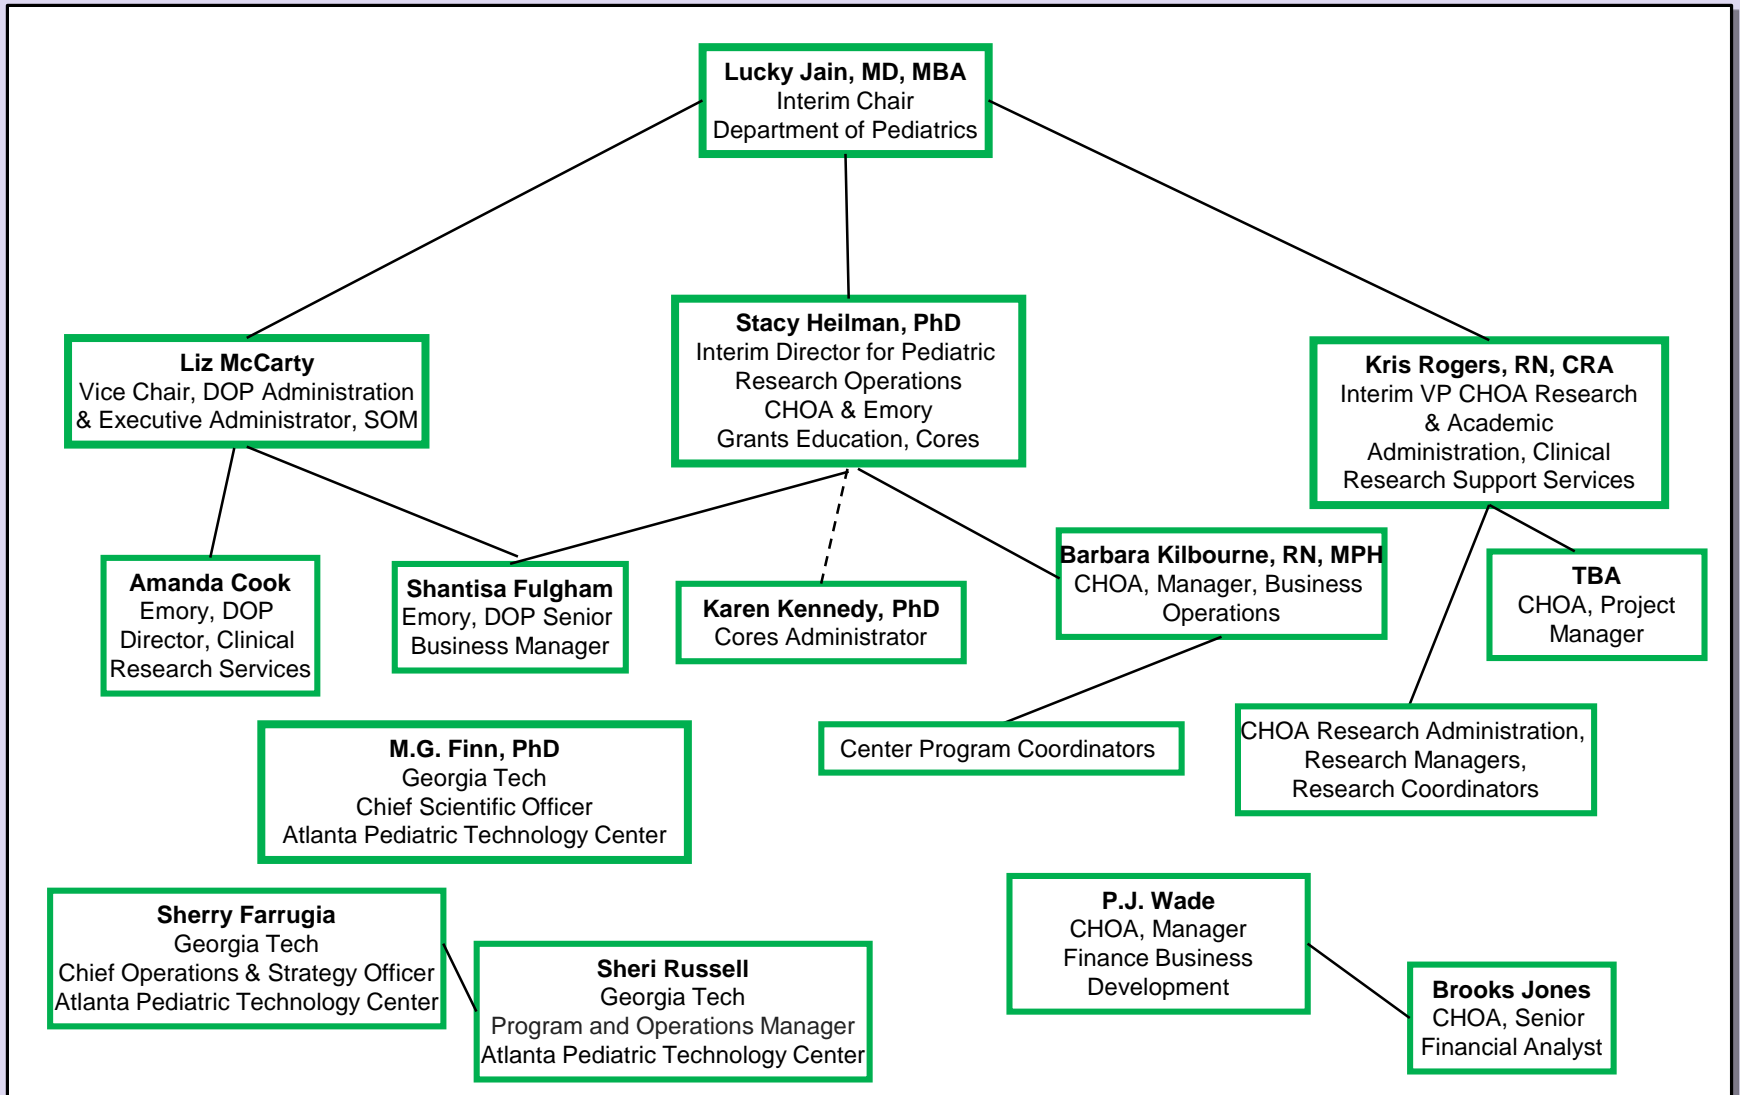 Lucky Jain, MD, MBA
Interim Chair
Department of Pediatrics
Liz McCarty
Vice Chair, DOP Administration
& Executive Administrator, SOM
Stacy Heilman, PhD
Interim Director for Pediatric
Research Operations
CHOA & Emory
Grants Education, Cores
Kris Rogers, RN, CRA
Interim VP CHOA Research
& Academic
Administration, Clinical
Research Support Services
Amanda Cook
Emory, DOP
Director, Clinical
Research Services
Shantisa Fulgham
Emory, DOP Senior
Business Manager
Karen Kennedy, PhD
Cores Administrator
Barbara Kilbourne, RN, MPH
CHOA, Manager, Business
Operations
TBA
CHOA, Project
Manager
M.G. Finn, PhD
Georgia Tech
Chief Scientific Officer
Atlanta Pediatric Technology Center
Center Program Coordinators
CHOA Research Administration,
Research Managers,
Research Coordinators
Sherry Farrugia
Georgia Tech
Chief Operations & Strategy Officer
Atlanta Pediatric Technology Center
Sheri Russell
Georgia Tech
Program and Operations Manager
Atlanta Pediatric Technology Center
P.J. Wade
CHOA, Manager
Finance Business
Development
Brooks Jones
CHOA, Senior
Financial Analyst